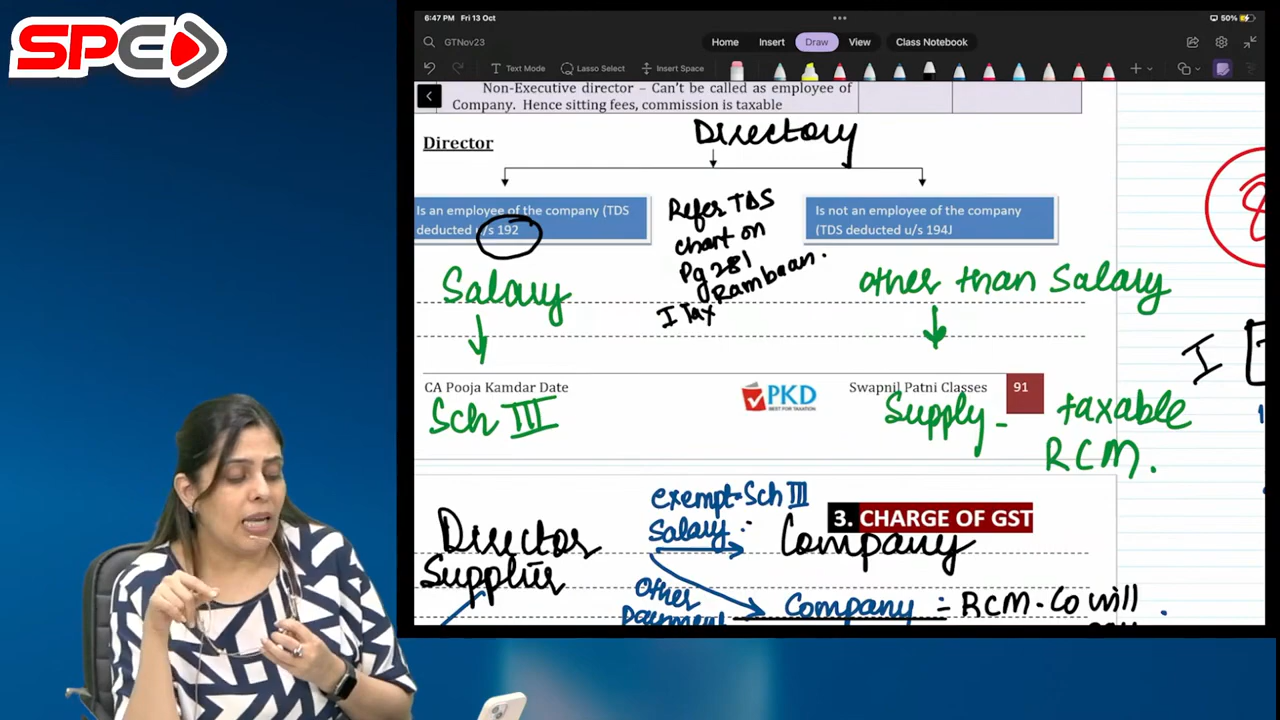 SPC
6:47 PM Fri 13 Oct
50%
GTNov23
Home Insert Draw View Class Notebook
Text Mode Lasso Select Insert Space
Non-Executive director – Can't be called as employee of
Company. Hence sitting fees, commission is taxable
Director
Directory
Is an employee of the company (TDS
deducted u/s 192
Refer TDS
chart on
Pg 281
Rambaan.
I Tax
Is not an employee of the company
(TDS deducted u/s 194J
Salary
other than Salary
CA Pooja Kamdar Date
PKD
BEST FOR TAXATION
Swapnil Patni Classes
91
Sch III
Supply - taxable
RCM.
exempt-Sch III
Salary
3. CHARGE OF GST
Director
Company
Supplier
Other
Payment
Company = RCM - Co will
I